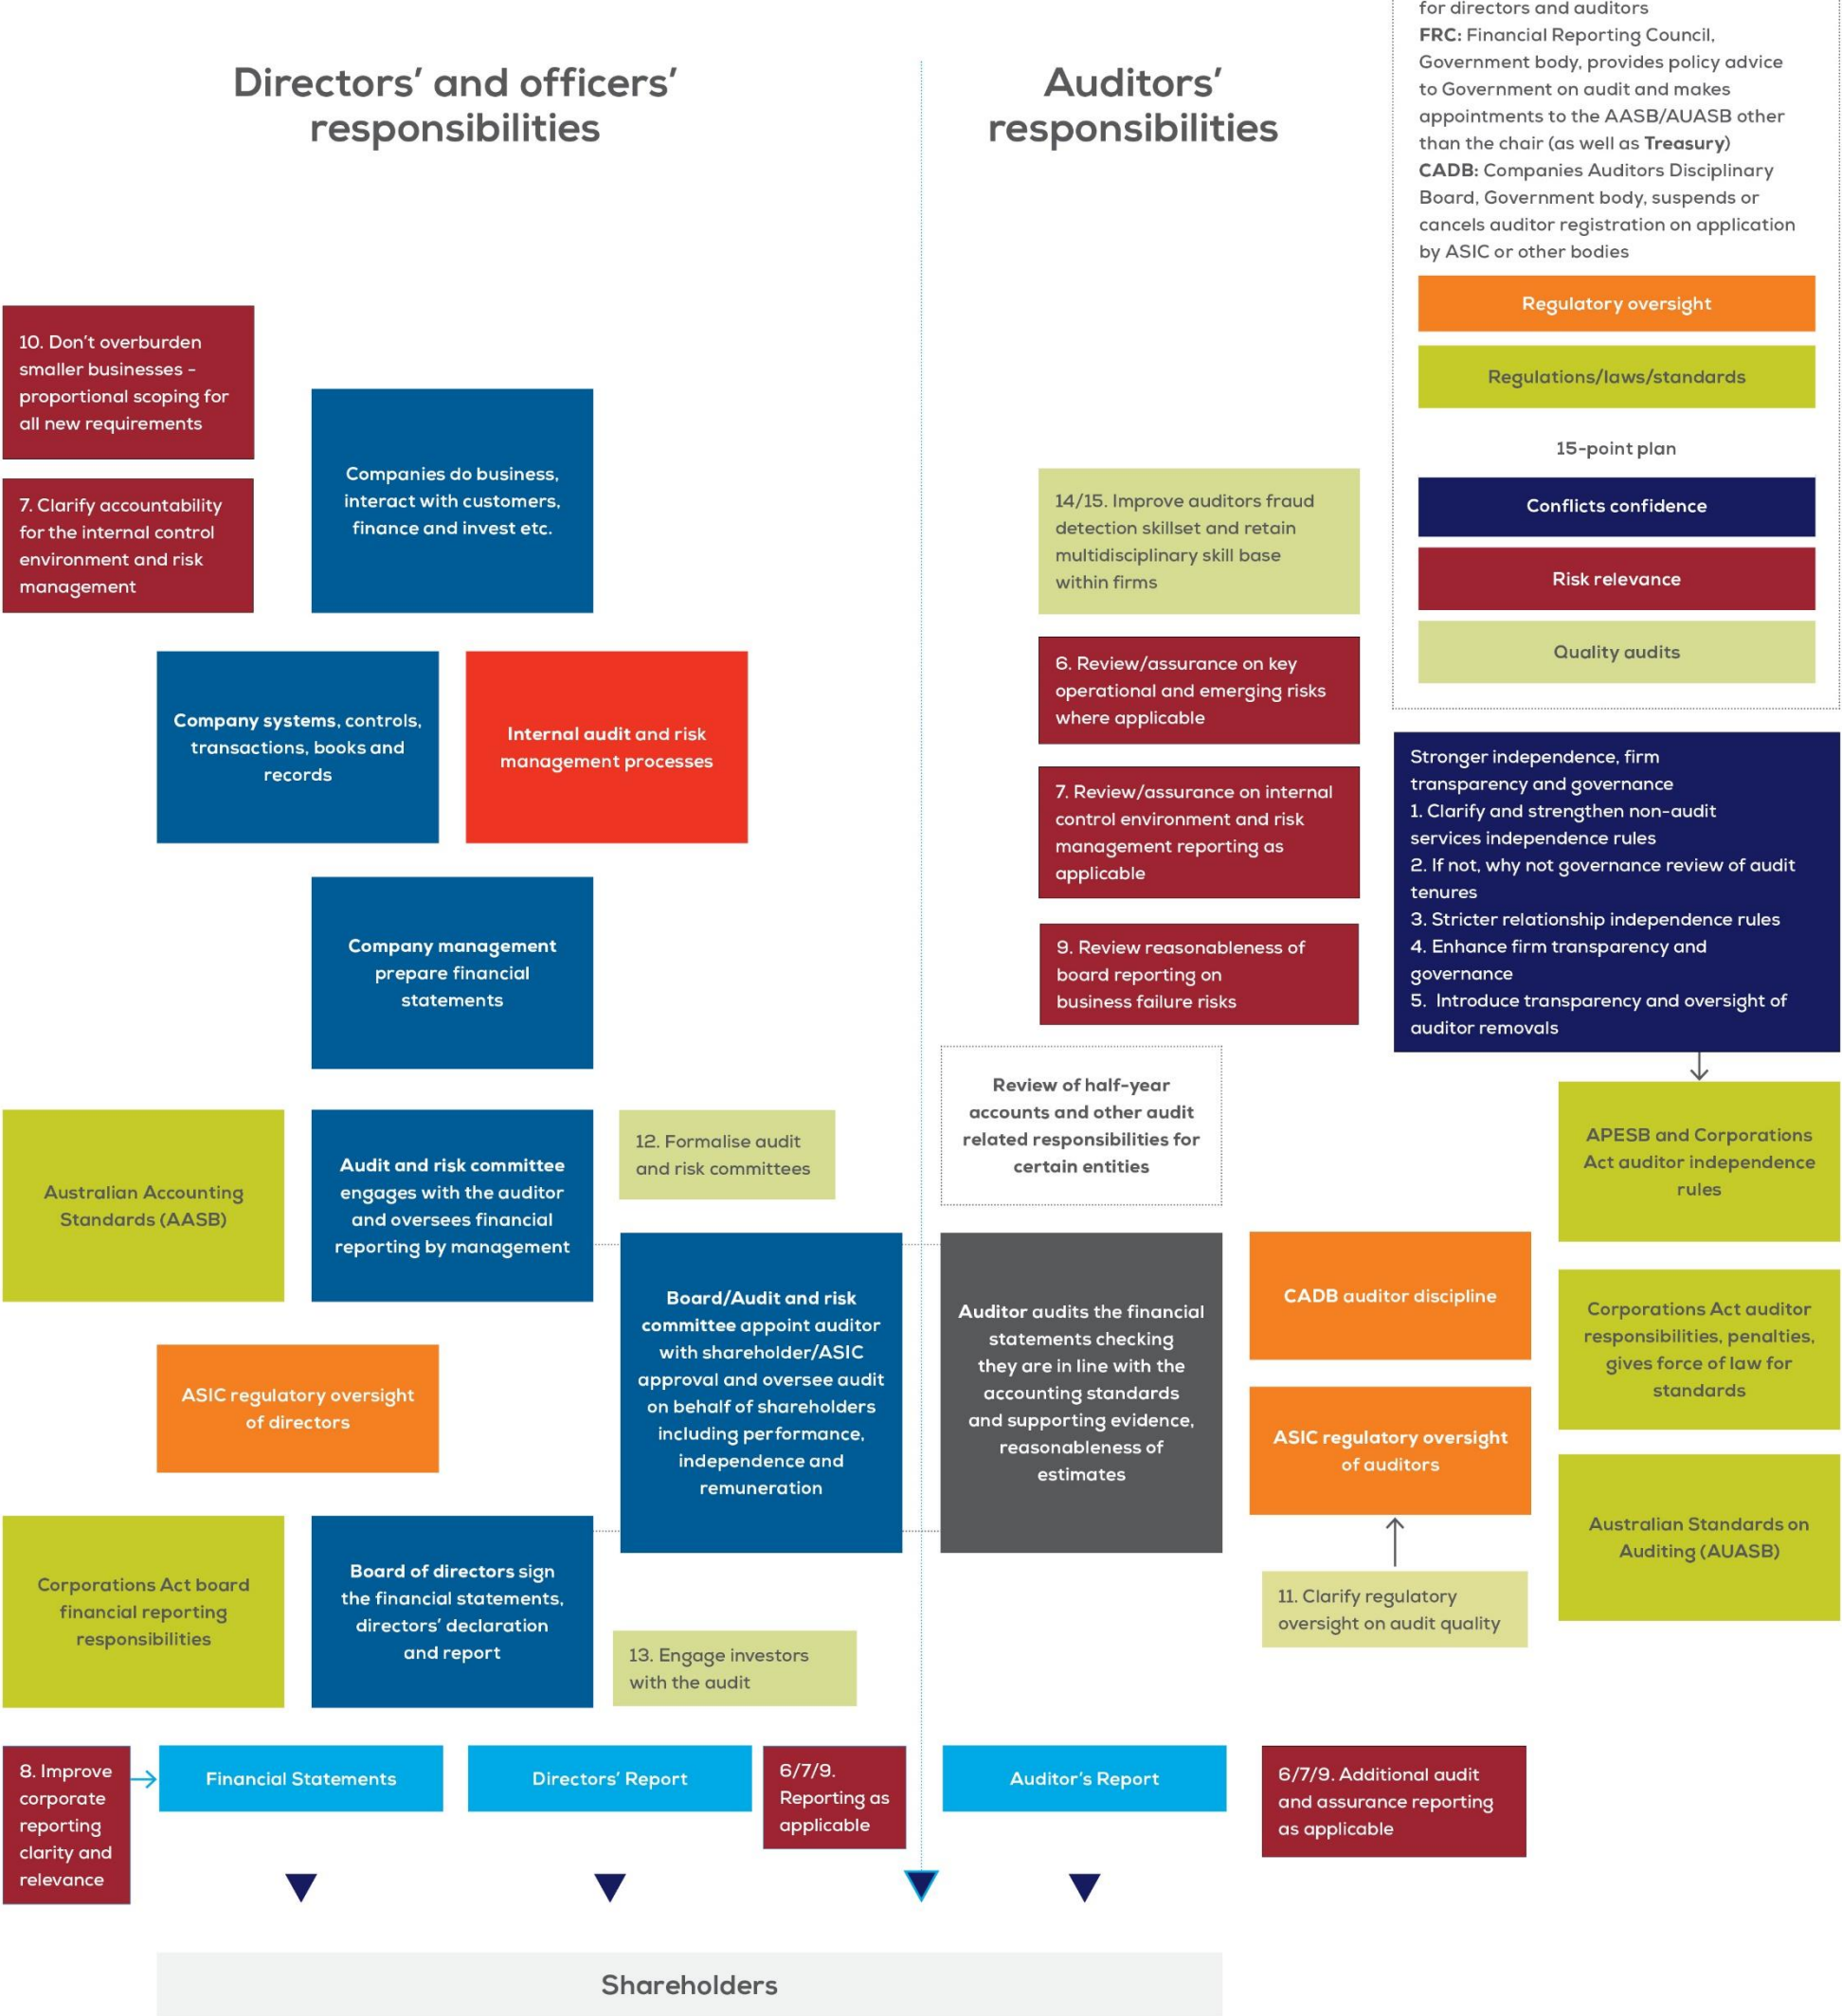 for directors and auditors
FRC: Financial Reporting Council,
Government body, provides policy advice
to Government on audit and makes
appointments to the AASB/AUASB other
than the chair (as well as Treasury)
CADB: Companies Auditors Disciplinary
Board, Government body, suspends or
cancels auditor registration on application
by ASIC or other bodies
Regulatory oversight
Regulations/laws/standards
15-point plan
Conflicts confidence
Risk relevance
Quality audits
Directors' and officers'
responsibilities
10. Don't overburden
smaller businesses -
proportional scoping for
all new requirements
7. Clarify accountability
for the internal control
environment and risk
management
Companies do business,
interact with customers,
finance and invest etc.
Company systems, controls,
transactions, books and
records
Internal audit and risk
management processes
Company management
prepare financial
statements
Australian Accounting
Standards (AASB)
Audit and risk committee
engages with the auditor
and oversees financial
reporting by management
12. Formalise audit
and risk committees
Board/Audit and risk
committee appoint auditor
with shareholder/ASIC
approval and oversee audit
on behalf of shareholders
including performance,
independence and
remuneration
ASIC regulatory oversight
of directors
Corporations Act board
financial reporting
responsibilities
Board of directors sign
the financial statements,
directors' declaration
and report
13. Engage investors
with the audit
8. Improve
corporate
reporting
clarity and
relevance
Financial Statements
Directors' Report
6/7/9.
Reporting as
applicable
Auditors'
responsibilities
14/15. Improve auditors fraud
detection skillset and retain
multidisciplinary skill base
within firms
6. Review/assurance on key
operational and emerging risks
where applicable
7. Review/assurance on internal
control environment and risk
management reporting as
applicable
9. Review reasonableness of
board reporting on
business failure risks
Stronger independence, firm
transparency and governance
1. Clarify and strengthen non-audit
services independence rules
2. If not, why not governance review of audit
tenures
3. Stricter relationship independence rules
4. Enhance firm transparency and
governance
5. Introduce transparency and oversight of
auditor removals
Review of half-year
accounts and other audit
related responsibilities for
certain entities
Auditor audits the financial
statements checking
they are in line with the
accounting standards
and supporting evidence,
reasonableness of
estimates
CADB auditor discipline
ASIC regulatory oversight
of auditors
11. Clarify regulatory
oversight on audit quality
APESB and Corporations
Act auditor independence
rules
Corporations Act auditor
responsibilities, penalties,
gives force of law for
standards
Australian Standards on
Auditing (AUASB)
Auditor's Report
6/7/9. Additional audit
and assurance reporting
as applicable
Shareholders